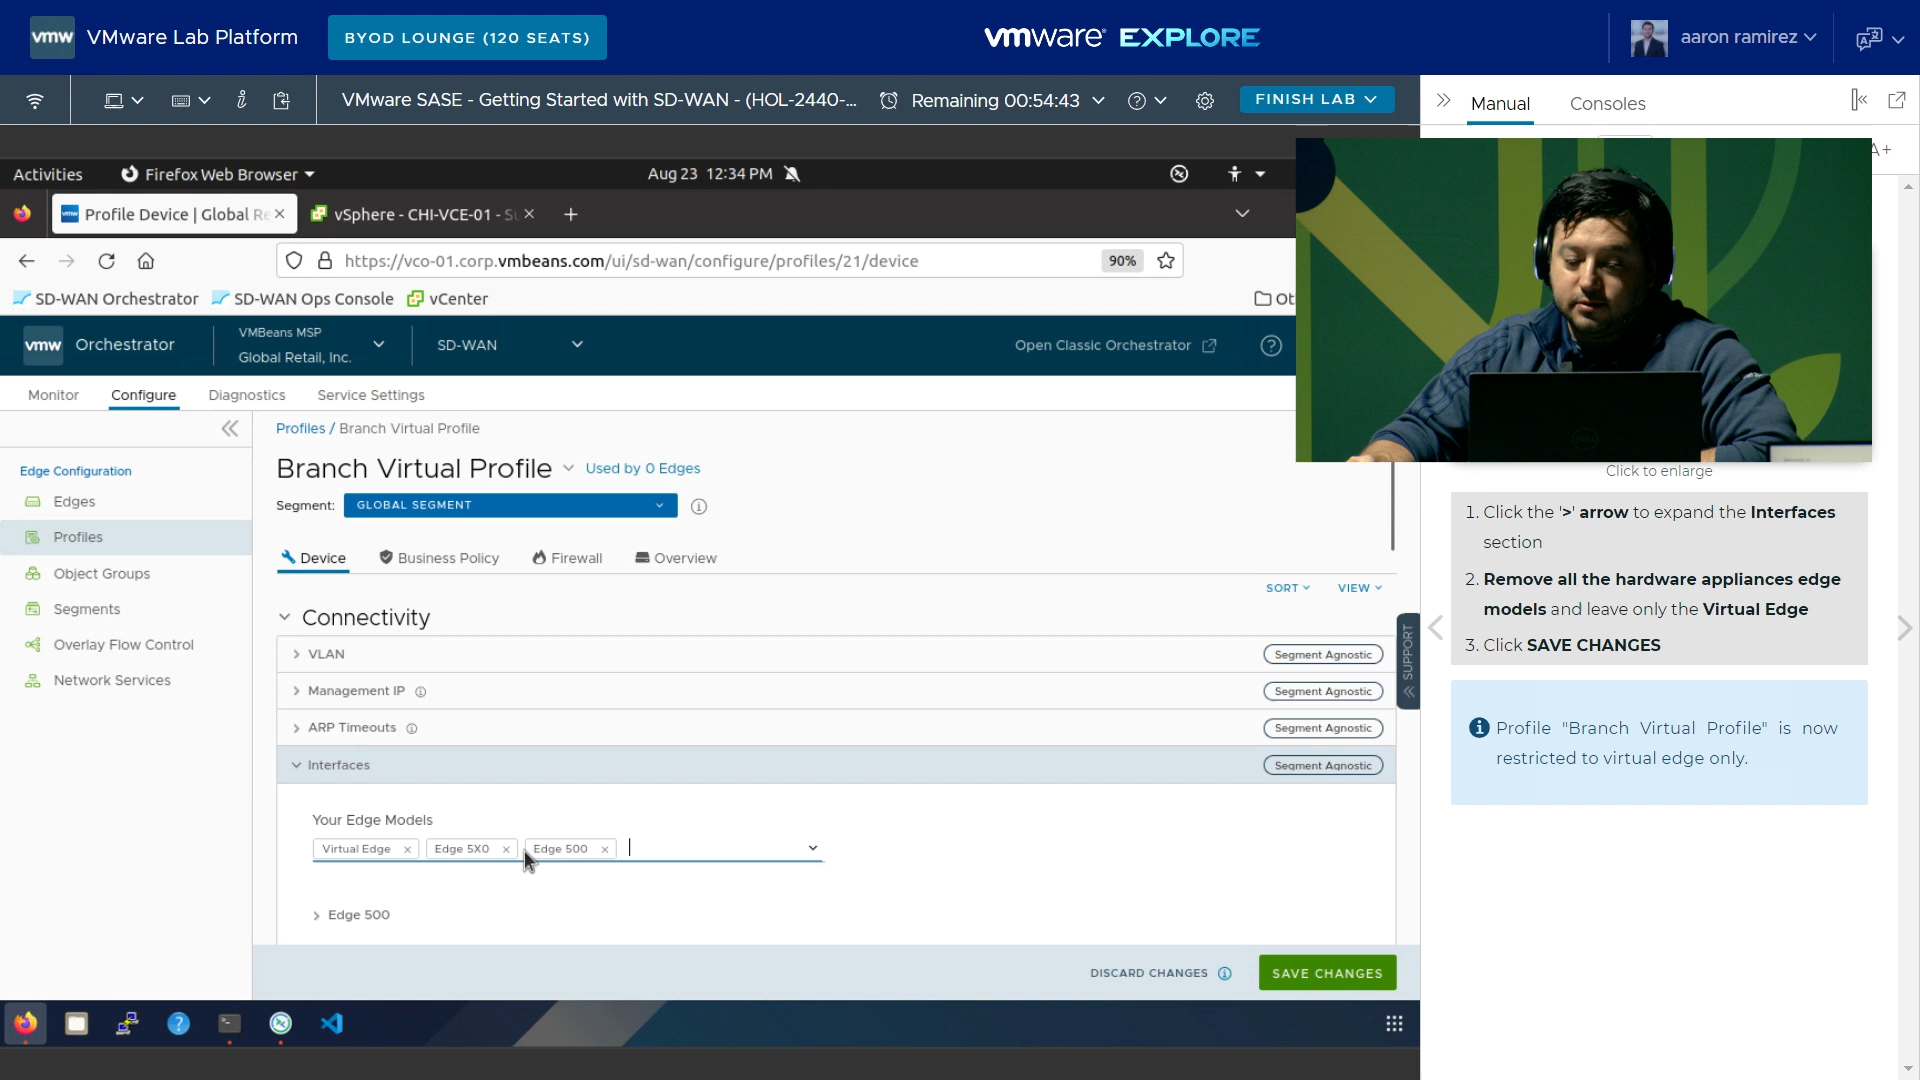 vmw VMware Lab Platform BYOD LOUNGE (120 SEATS) vmware EXPLORE aaron ramirez
VMware SASE - Getting Started with SD-WAN - (HOL-2440-... Remaining 00:54:43 FINISH LAB
Manual Consoles
A+
Activities Firefox Web Browser Aug 23 12:34 PM
Profile Device | Global Re vSphere - CHI-VCE-01 - S
https://vco-01.corp.vmbeans.com/ui/sd-wan/configure/profiles/21/device 90%
SD-WAN Orchestrator SD-WAN Ops Console vCenter Ot
vmw Orchestrator
VMBeans MSP
Global Retail, Inc.
SD-WAN
Open Classic Orchestrator
Monitor Configure Diagnostics Service Settings
Edge Configuration
Edges
Profiles
Object Groups
Segments
Overlay Flow Control
Network Services
Profiles / Branch Virtual Profile
Branch Virtual Profile Used by 0 Edges
Segment: GLOBAL SEGMENT
Device Business Policy Firewall Overview
SORT VIEW
Connectivity
VLAN Segment Agnostic
Management IP Segment Agnostic
ARP Timeouts Segment Agnostic
Interfaces Segment Agnostic
Your Edge Models
Virtual Edge × Edge 5X0 × Edge 500 ×
Edge 500
DISCARD CHANGES SAVE CHANGES
SUPPORT
Click to enlarge
1. Click the '>' arrow to expand the Interfaces
section
2. Remove all the hardware appliances edge
models and leave only the Virtual Edge
3. Click SAVE CHANGES
Profile "Branch Virtual Profile" is now
restricted to virtual edge only.